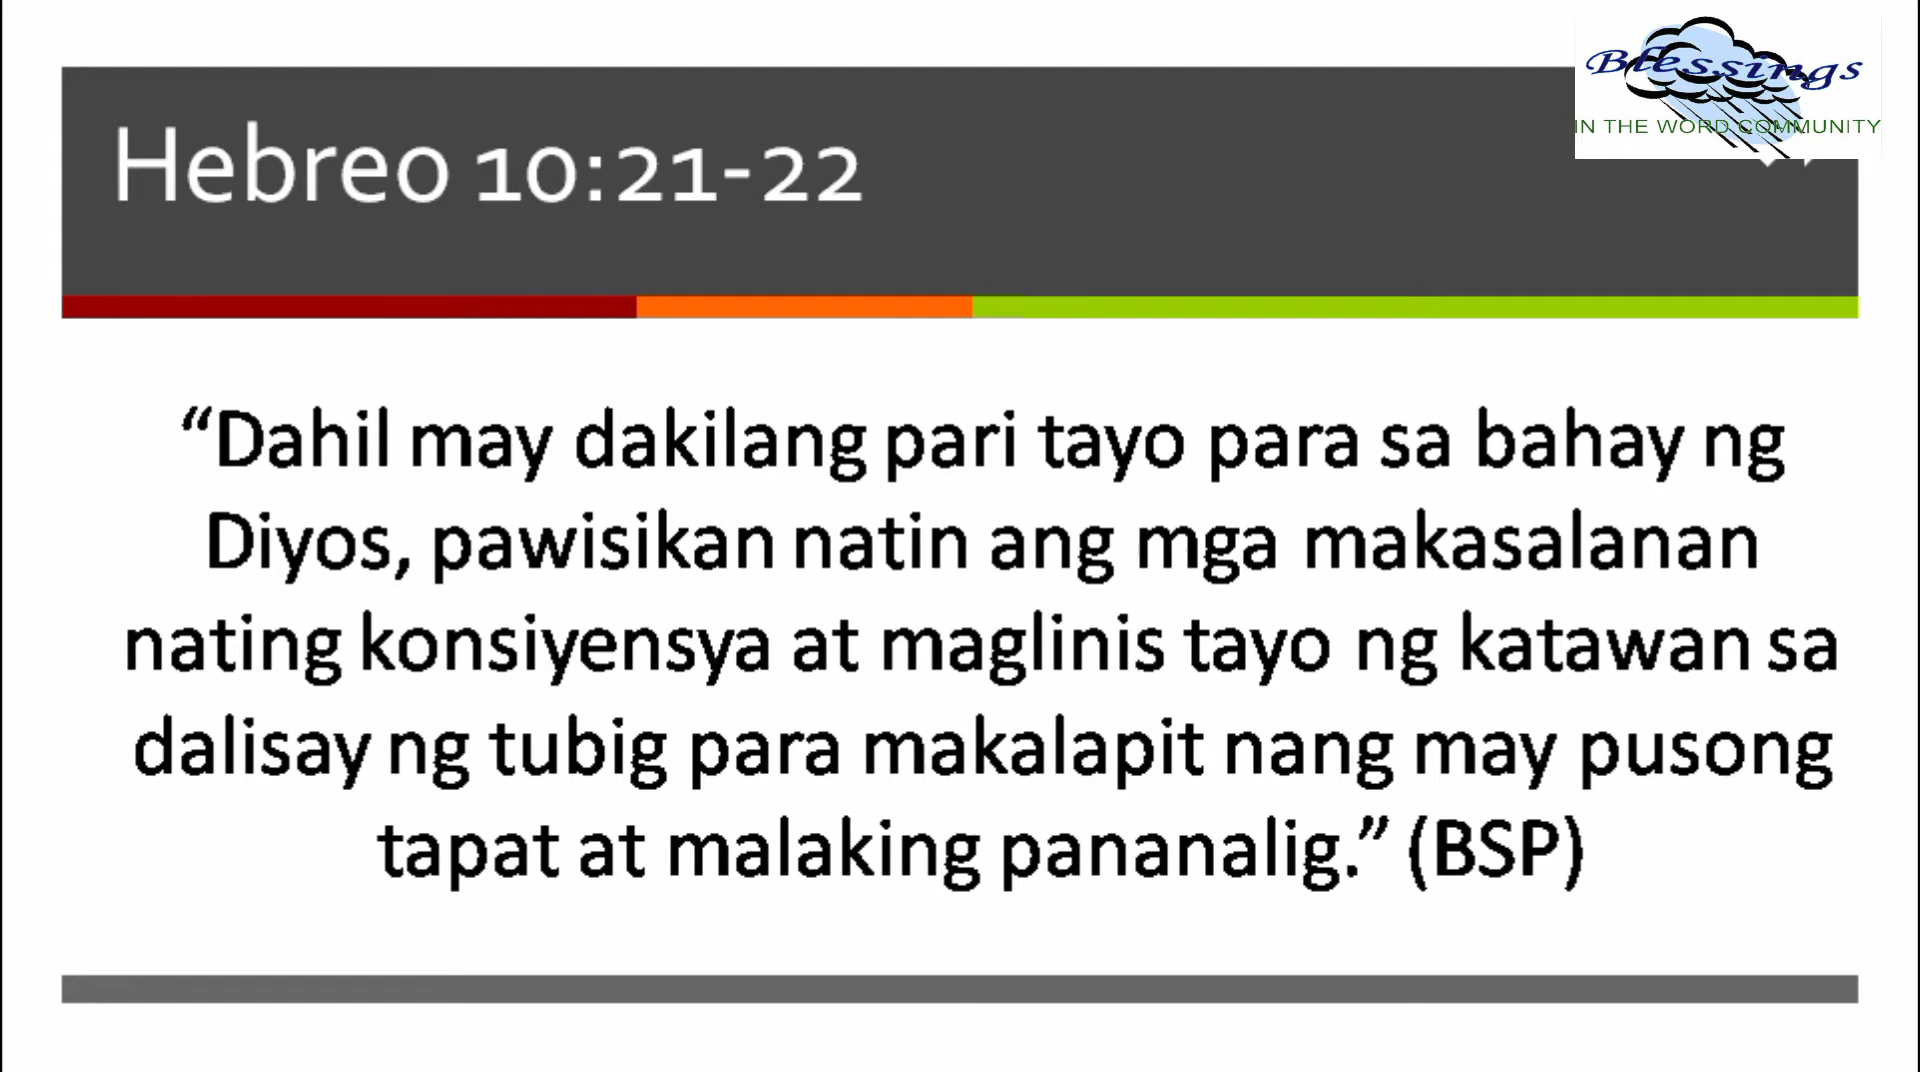 Blessings
IN THE WORD COMMUNITY
Hebreo 10:21-22
“Dahil may dakilang pari tayo para sa bahay ng
Diyos, pawisikan natin ang mga makasalanan
nating konsiyensya at maglinis tayo ng katawan sa
dalisay ng tubig para makalapit nang may pusong
tapat at malaking pananalig.” (BSP)